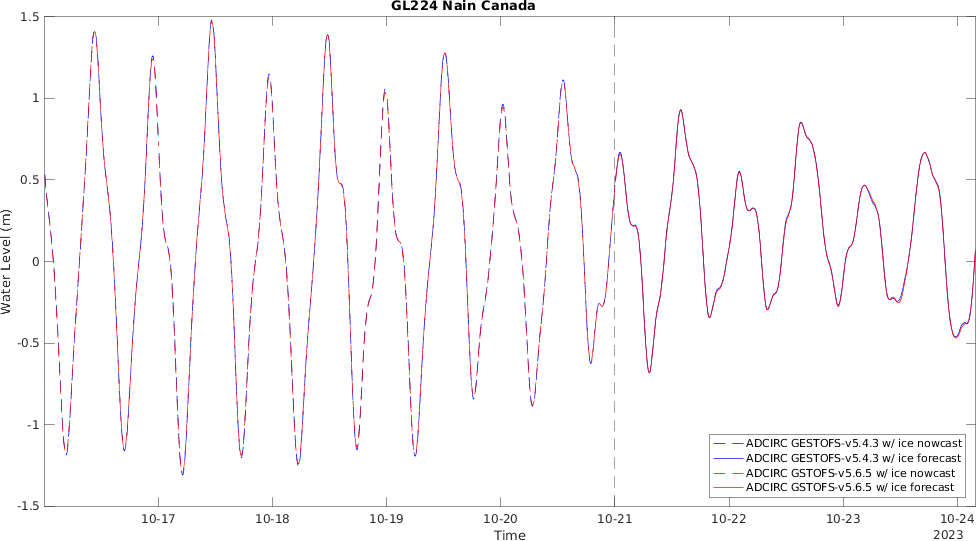 GL224 Nain Canada
Water Level (m)
1.5
1
0.5
0
-0.5
-1
-1.5
10-17
10-18
10-19
10-20
10-21
10-22
10-23
10-24
Time
2023
ADCIRC GESTOFS-v5.4.3 w/ ice nowcast
ADCIRC GESTOFS-v5.4.3 w/ ice forecast
ADCIRC GSTOFS-v5.6.5 w/ ice nowcast
ADCIRC GSTOFS-v5.6.5 w/ ice forecast